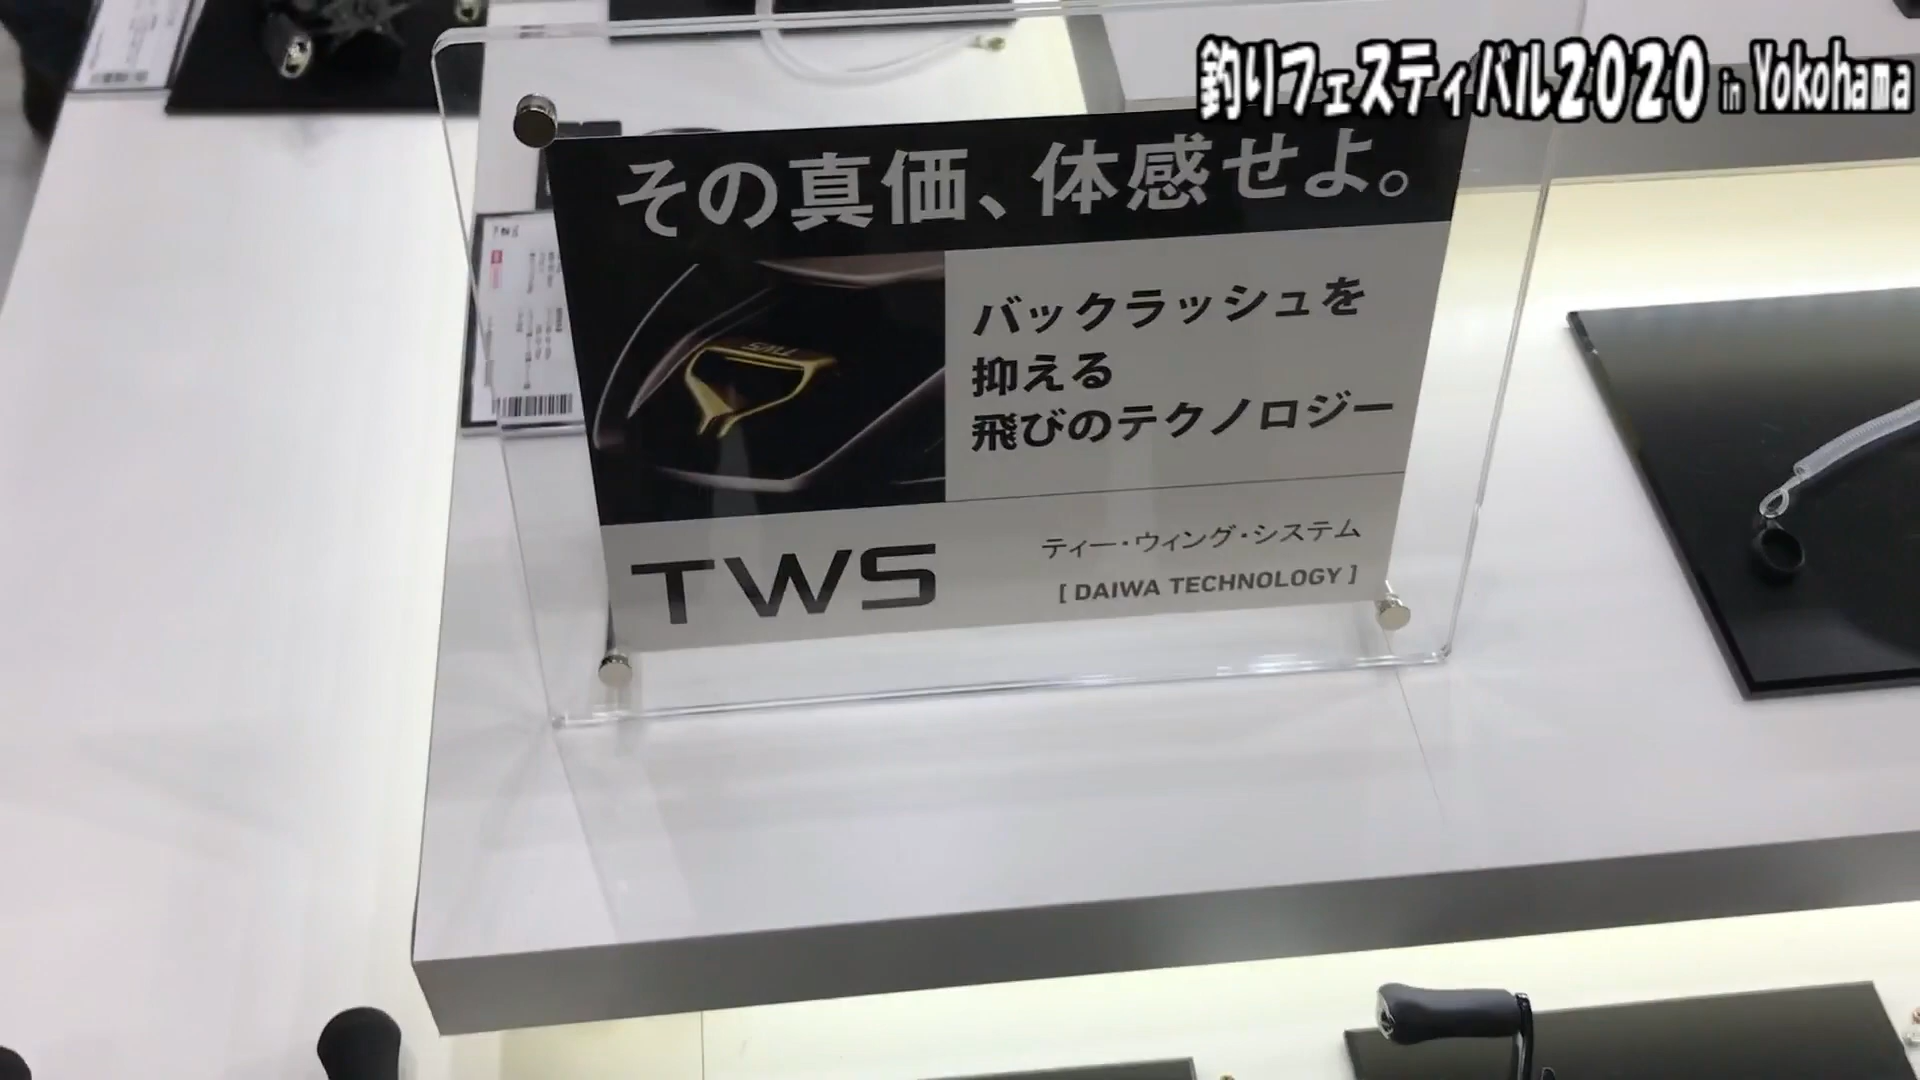 釣りフェスティバル2020 in Yokohama
その真価、体感せよ。
バックラッシュを
抑える
飛びのテクノロジー
TWS
TWS
ティー・ウィング・システム
[ DAIWA TECHNOLOGY ]
TWS